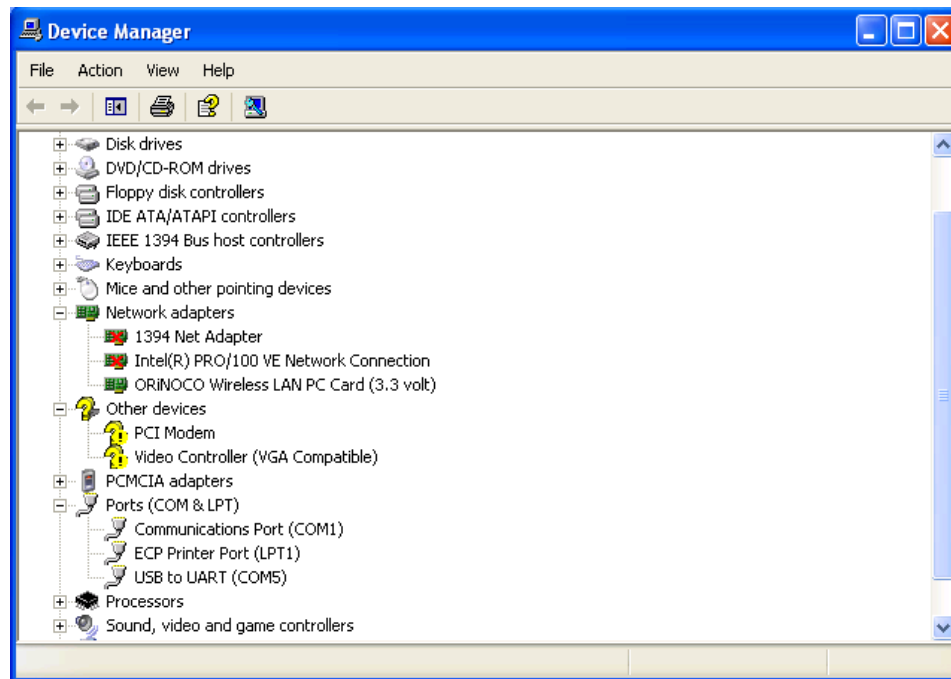 Device Manager
File Action View Help
Disk drives
DVD/CD-ROM drives
Floppy disk controllers
IDE ATA/ATAPI controllers
IEEE 1394 Bus host controllers
Keyboards
Mice and other pointing devices
Network adapters
1394 Net Adapter
Intel(R) PRO/100 VE Network Connection
ORiNOCO Wireless LAN PC Card (3.3 volt)
Other devices
PCI Modem
Video Controller (VGA Compatible)
PCMCIA adapters
Ports (COM & LPT)
Communications Port (COM1)
ECP Printer Port (LPT1)
USB to UART (COM5)
Processors
Sound, video and game controllers